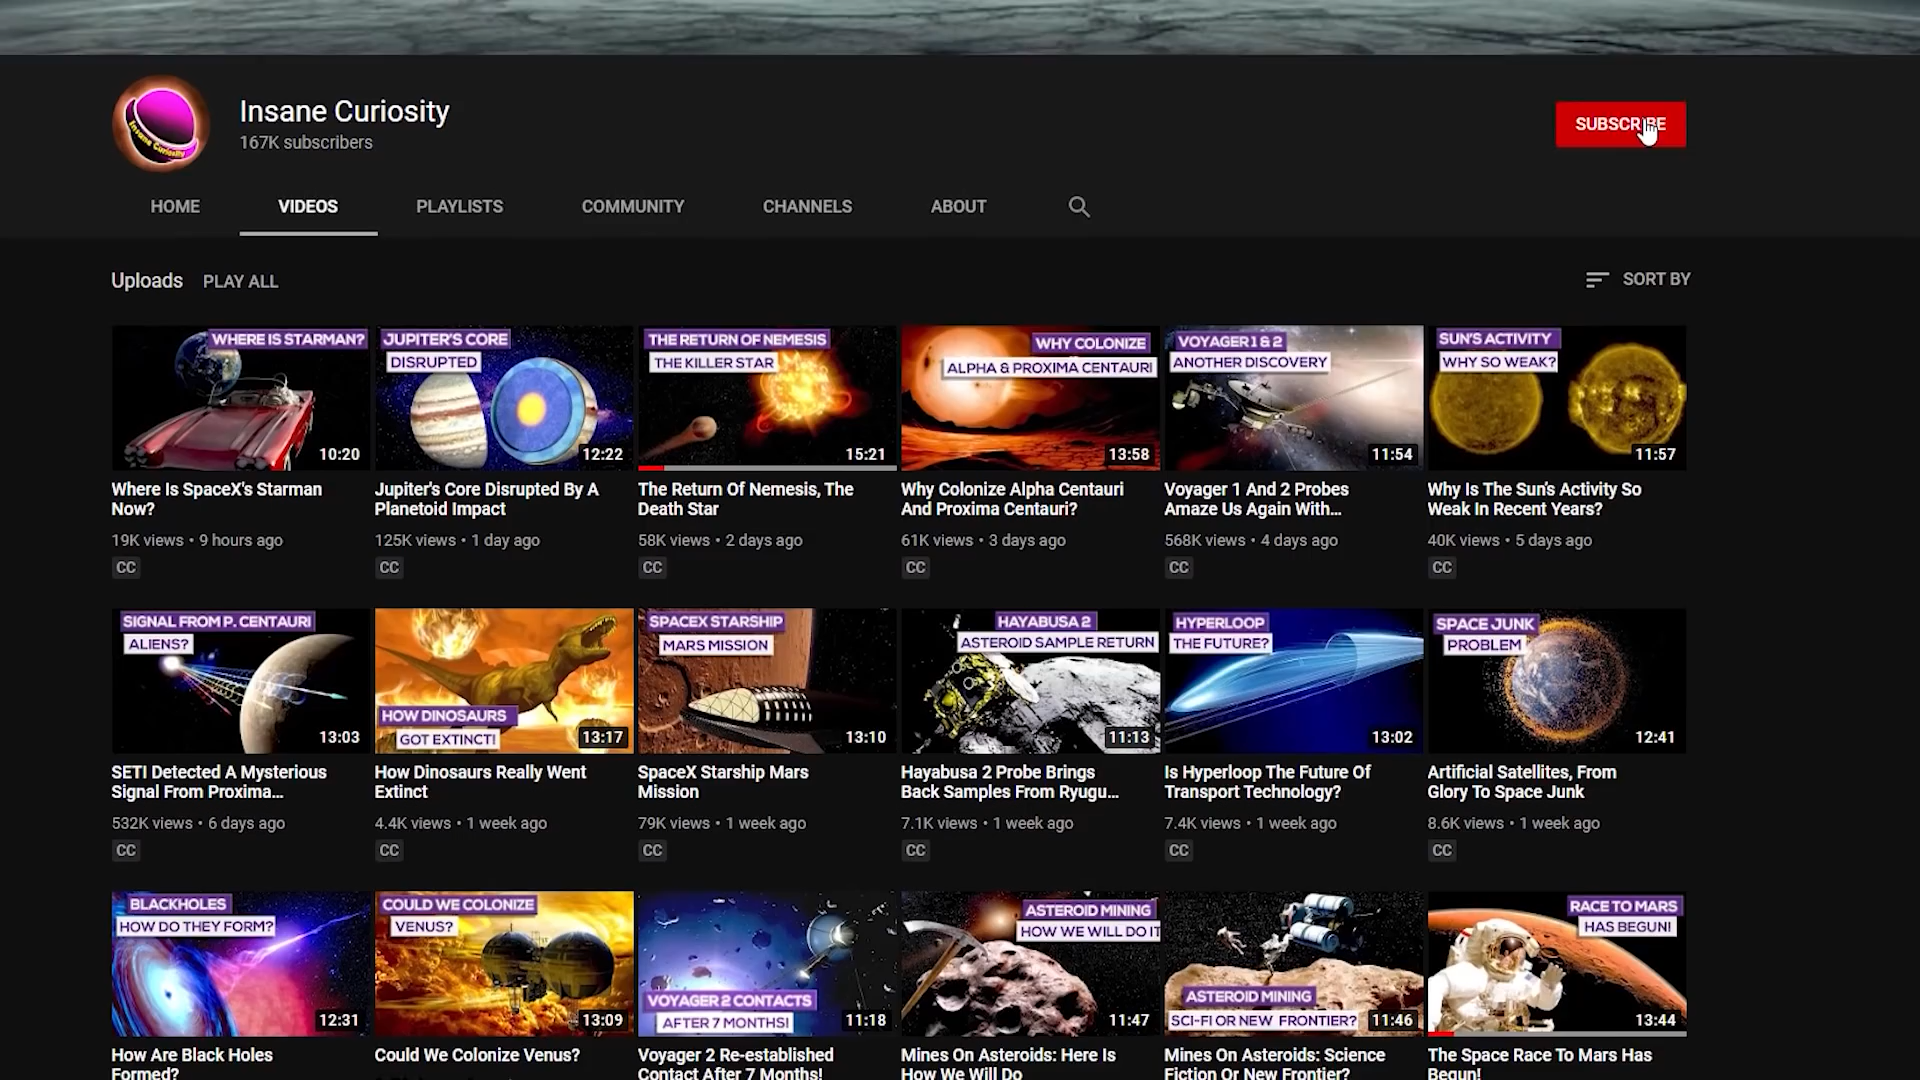 Insane Curiosity
Insane Curiosity
167K subscribers
SUBSCRIBE
HOME
VIDEOS
PLAYLISTS
COMMUNITY
CHANNELS
ABOUT
Uploads
PLAY ALL
SORT BY
WHERE IS STARMAN?
10:20
JUPITER'S CORE
DISRUPTED
12:22
THE RETURN OF NEMESIS
THE KILLER STAR
15:21
WHY COLONIZE
ALPHA & PROXIMA CENTAURI
13:58
VOYAGER 1 & 2
ANOTHER DISCOVERY
11:54
SUN'S ACTIVITY
WHY SO WEAK?
11:57
Where Is SpaceX's Starman
Now?
19K views • 9 hours ago
CC
Jupiter's Core Disrupted By A
Planetoid Impact
125K views • 1 day ago
CC
The Return Of Nemesis, The
Death Star
58K views • 2 days ago
CC
Why Colonize Alpha Centauri
And Proxima Centauri?
61K views • 3 days ago
CC
Voyager 1 And 2 Probes
Amaze Us Again With...
568K views • 4 days ago
CC
Why Is The Sun's Activity So
Weak In Recent Years?
40K views • 5 days ago
CC
SIGNAL FROM P. CENTAURI
ALIENS?
13:03
HOW DINOSAURS
GOT EXTINCT!
13:17
SPACEX STARSHIP
MARS MISSION
13:10
HAYABUSA 2
ASTEROID SAMPLE RETURN
11:13
HYPERLOOP
THE FUTURE?
13:02
SPACE JUNK
PROBLEM
12:41
SETI Detected A Mysterious
Signal From Proxima...
532K views • 6 days ago
CC
How Dinosaurs Really Went
Extinct
4.4K views • 1 week ago
CC
SpaceX Starship Mars
Mission
79K views • 1 week ago
CC
Hayabusa 2 Probe Brings
Back Samples From Ryugu...
7.1K views • 1 week ago
CC
Is Hyperloop The Future Of
Transport Technology?
7.4K views • 1 week ago
CC
Artificial Satellites, From
Glory To Space Junk
8.6K views • 1 week ago
CC
BLACKHOLES
HOW DO THEY FORM?
12:31
COULD WE COLONIZE
VENUS?
13:09
VOYAGER 2 CONTACTS
AFTER 7 MONTHS!
11:18
ASTEROID MINING
HOW WE WILL DO IT
11:47
ASTEROID MINING
SCI-FI OR NEW FRONTIER?
11:46
RACE TO MARS
HAS BEGUN!
13:44
How Are Black Holes
Formed?
Could We Colonize Venus?
Voyager 2 Re-established
Contact After 7 Months!
Mines On Asteroids: Here Is
How We Will Do
Mines On Asteroids: Science
Fiction Or New Frontier?
The Space Race To Mars Has
Begun!